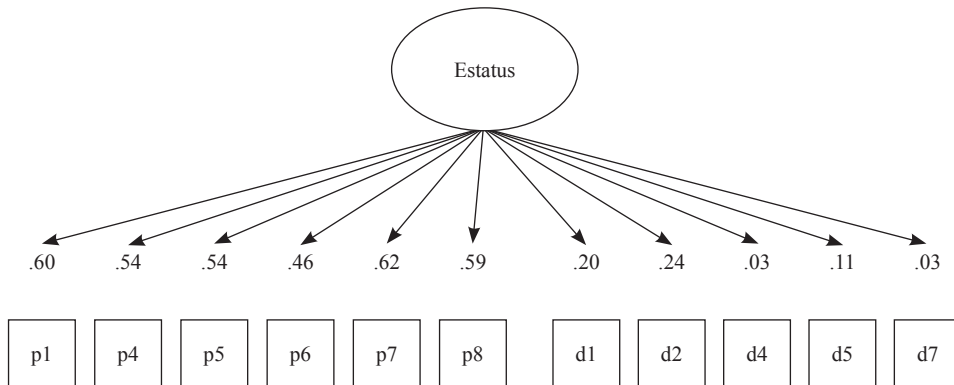 Estatus
.60 .54 .54 .46 .62 .59 .20 .24 .03 .11 .03
p1 p4 p5 p6 p7 p8 d1 d2 d4 d5 d7